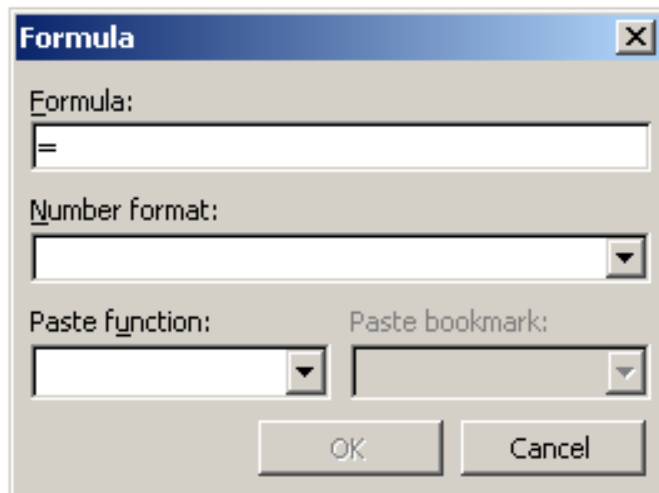 Formula
Formula:
=
Number format:
Paste function:
Paste bookmark:
OK
Cancel